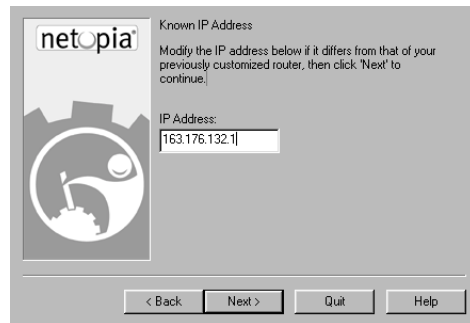 netopia
Known IP Address
Modify the IP address below if it differs from that of your
previously customized router, then click 'Next' to
continue.
IP Address:
163.176.132.1
< Back
Next >
Quit
Help